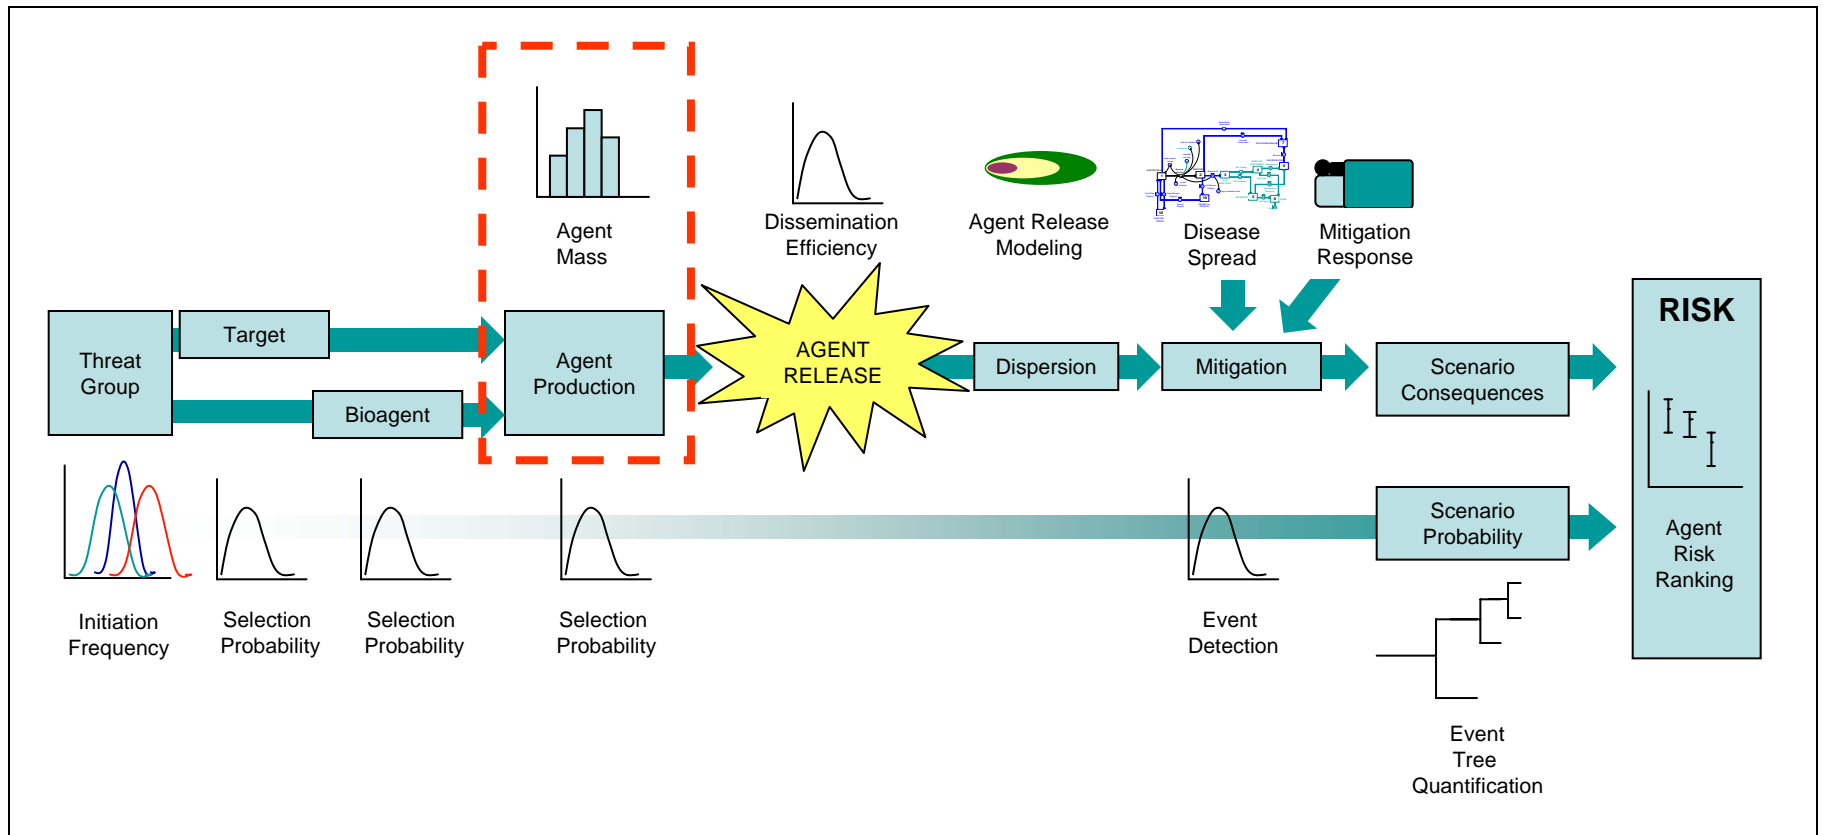 Agent
Mass
Dissemination
Efficiency
Agent Release
Modeling
Disease
Spread
Mitigation
Response
Threat
Group
Target
Bioagent
Agent
Production
AGENT
RELEASE
Dispersion
Mitigation
Scenario
Consequences
RISK
Agent
Risk
Ranking
Scenario
Probability
Initiation
Frequency
Selection
Probability
Selection
Probability
Selection
Probability
Event
Detection
Event
Tree
Quantification